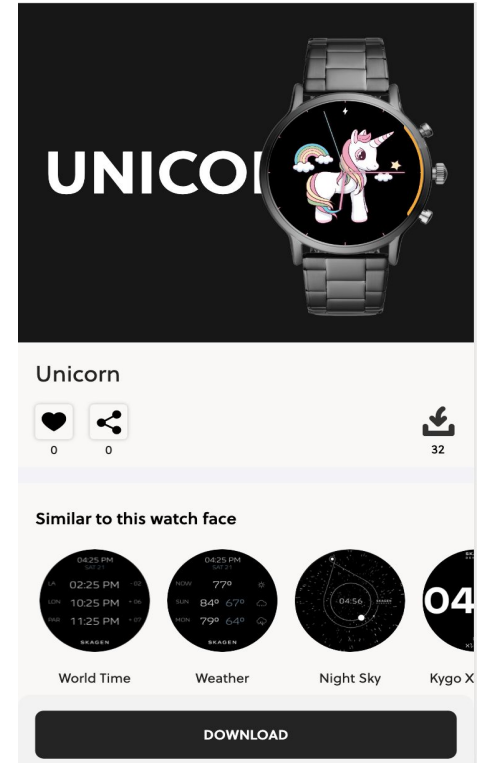 UNICOR
Unicorn
0 0 32
Similar to this watch face
04:25 PM
SAT 21
LA 02:25 PM -02
LON 10:25 PM +06
PAR 11:25 PM +07
SKAGEN
World Time
04:25 PM
SAT 21
NOW 77º
SUN 84º 67º
MON 79º 64º
SKAGEN
Weather
04:56
SKAGEN
Night Sky
04
Kygo X
DOWNLOAD